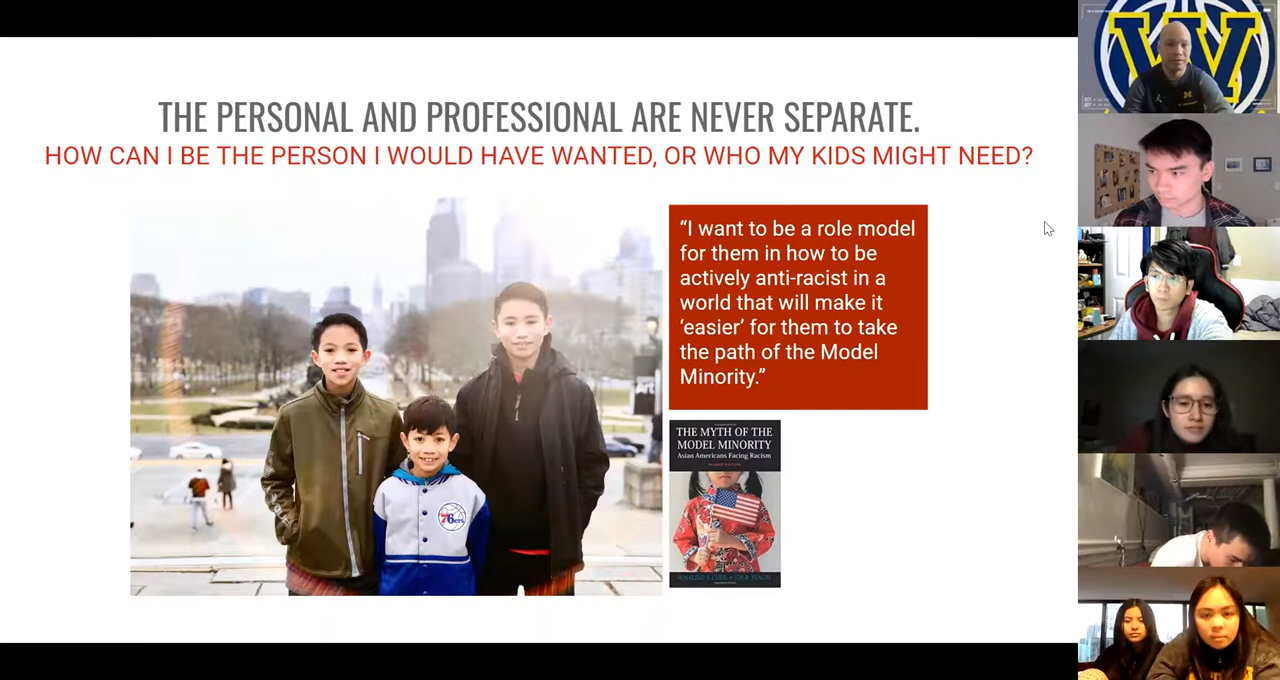 THE PERSONAL AND PROFESSIONAL ARE NEVER SEPARATE.
HOW CAN I BE THE PERSON I WOULD HAVE WANTED, OR WHO MY KIDS MIGHT NEED?
“I want to be a role model
for them in how to be
actively anti-racist in a
world that will make it
‘easier’ for them to take
the path of the Model
Minority.”
THE MYTH OF THE
MODEL MINORITY
Asian Americans Facing Racism
SECOND EDITION
76ers
W
M